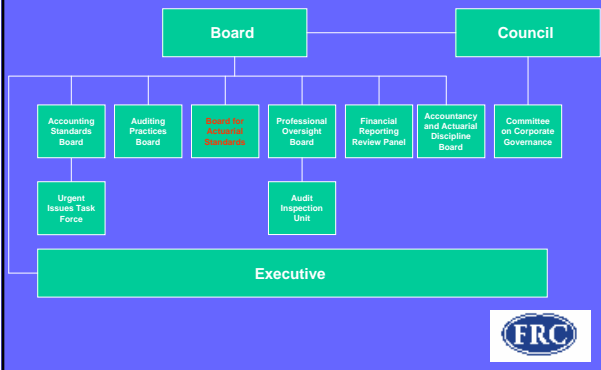 Board
Council
Accounting
Standards
Board
Auditing
Practices
Board
Board for
Actuarial
Standards
Professional
Oversight
Board
Financial
Reporting
Review Panel
Accountancy
and Actuarial
Discipline
Board
Committee
on Corporate
Governance
Urgent
Issues Task
Force
Audit
Inspection
Unit
Executive
FRC